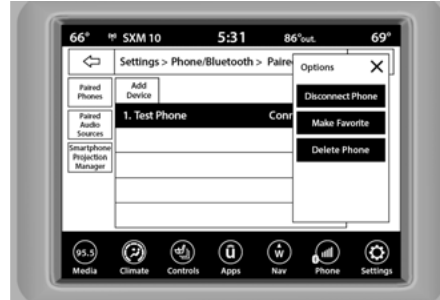 66° SXM 10 5:31 86°out. 69°
Settings > Phone/Bluetooth > Paire
Options X
Paired
Phones
Add
Device
Disconnect Phone
Paired
Audio
Sources
1. Test Phone Conn
Make Favorite
Smartphone
Projection
Manager
Delete Phone
95.5
ü
W
Media Climate Controls Apps Nav Phone Settings